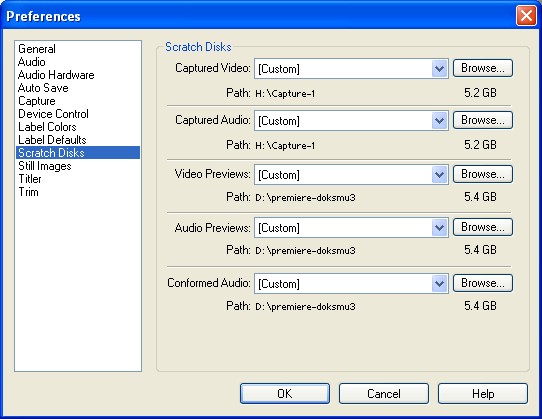 Preferences
General
Audio
Audio Hardware
Auto Save
Capture
Device Control
Label Colors
Label Defaults
Scratch Disks
Still Images
Titler
Trim
Scratch Disks
Captured Video: [Custom] Browse...
Path: H:\Capture-1 5.2 GB
Captured Audio: [Custom] Browse...
Path: H:\Capture-1 5.2 GB
Video Previews: [Custom] Browse...
Path: D:\premiere-doksmu3 5.4 GB
Audio Previews: [Custom] Browse...
Path: D:\premiere-doksmu3 5.4 GB
Conformed Audio: [Custom] Browse...
Path: D:\premiere-doksmu3 5.4 GB
OK Cancel Help